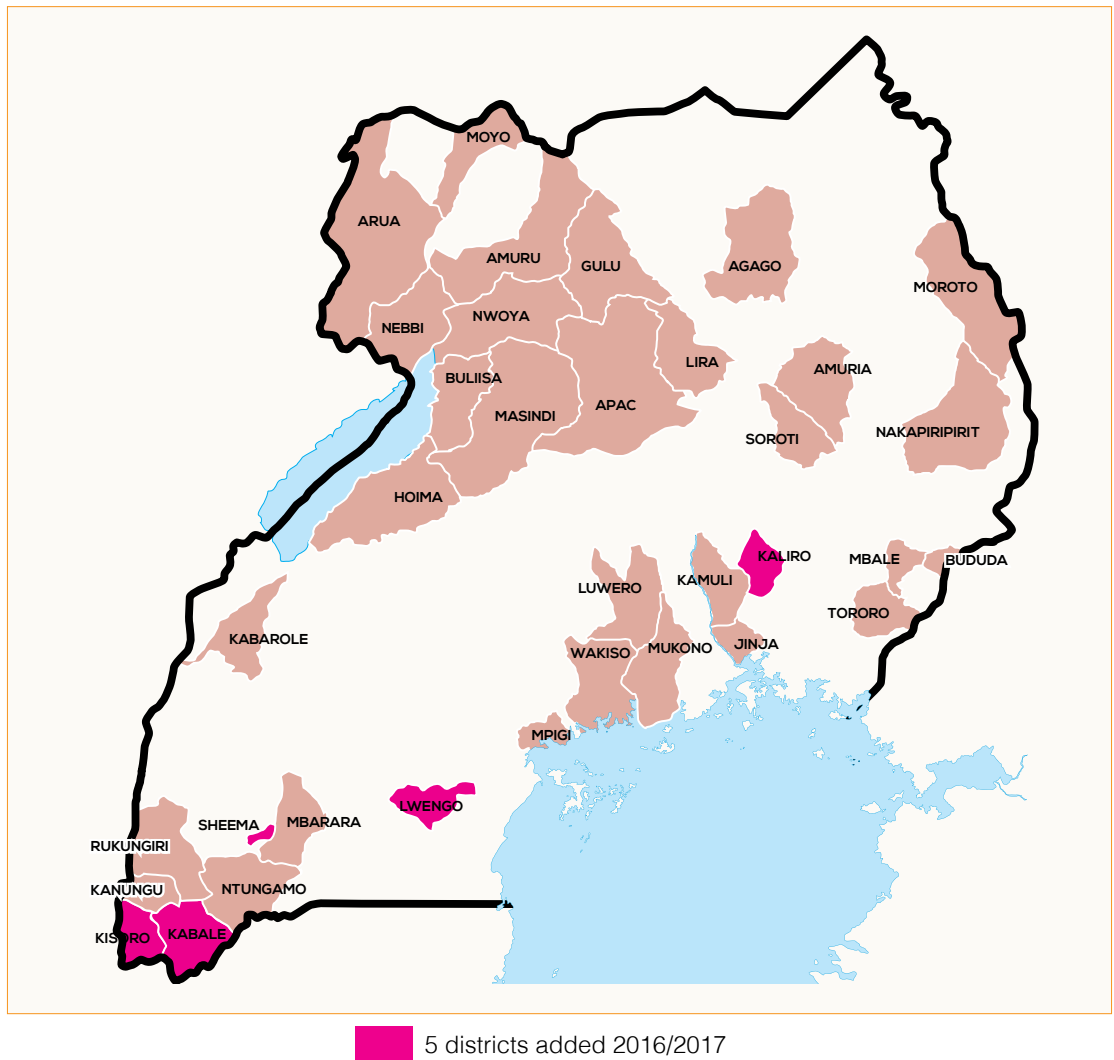 MOYO
ARUA
AMURU
GULU
AGAGO
MOROTO
NEBBI
NWOYA
LIRA
BULIISA
AMURIA
MASINDI
APAC
SOROTI
NAKAPIRIPIRIT
HOIMA
KALIRO
MBALE
BUDUDA
LUWERO
KAMULI
TORORO
KABAROLE
WAKISO
MUKONO
JINJA
MPIGI
LWENGO
SHEEMA
MBARARA
RUKUNGIRI
KANUNGU
NTUNGAMO
KISORO
KABALE
5 districts added 2016/2017